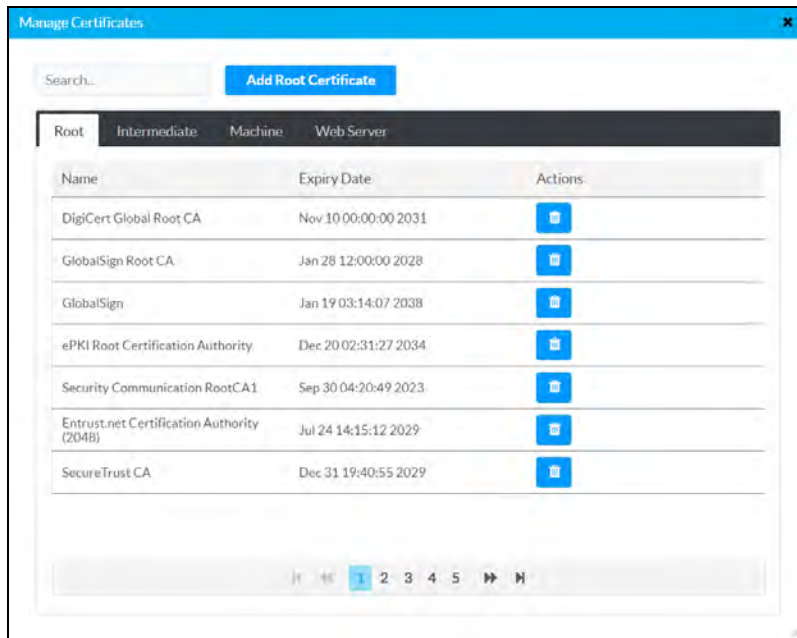 Manage Certificates
Search..
Add Root Certificate
Root Intermediate Machine Web Server
Name Expiry Date Actions
DigiCert Global Root CA Nov 10 00:00:00 2031
GlobalSign Root CA Jan 28 12:00:00 2028
GlobalSign Jan 19 03:14:07 2038
ePKI Root Certification Authority Dec 20 02:31:27 2034
Security Communication RootCA1 Sep 30 04:20:49 2023
Entrust.net Certification Authority
(2048) Jul 24 14:15:12 2029
SecureTrust CA Dec 31 19:40:55 2029
1 2 3 4 5